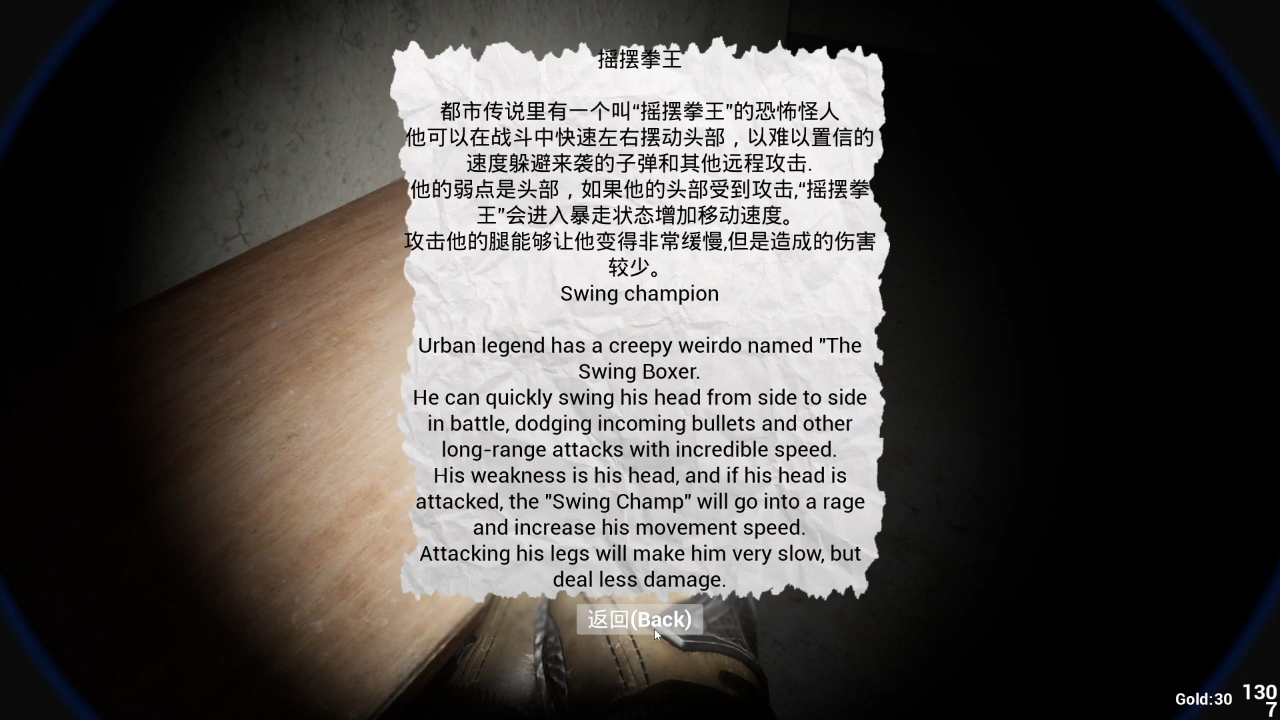 摇摆拳王
都市传说里有一个叫“摇摆拳王”的恐怖怪人
他可以在战斗中快速左右摆动头部，以难以置信的
速度躲避来袭的子弹和其他远程攻击.
他的弱点是头部，如果他的头部受到攻击,“摇摆拳
王”会进入暴走状态增加移动速度。
攻击他的腿能够让他变得非常缓慢,但是造成的伤害
较少。
Swing champion
Urban legend has a creepy weirdo named "The
Swing Boxer.
He can quickly swing his head from side to side
in battle, dodging incoming bullets and other
long-range attacks with incredible speed.
His weakness is his head, and if his head is
attacked, the "Swing Champ" will go into a rage
and increase his movement speed.
Attacking his legs will make him very slow, but
deal less damage.
返回(Back)
Gold:30 130
7